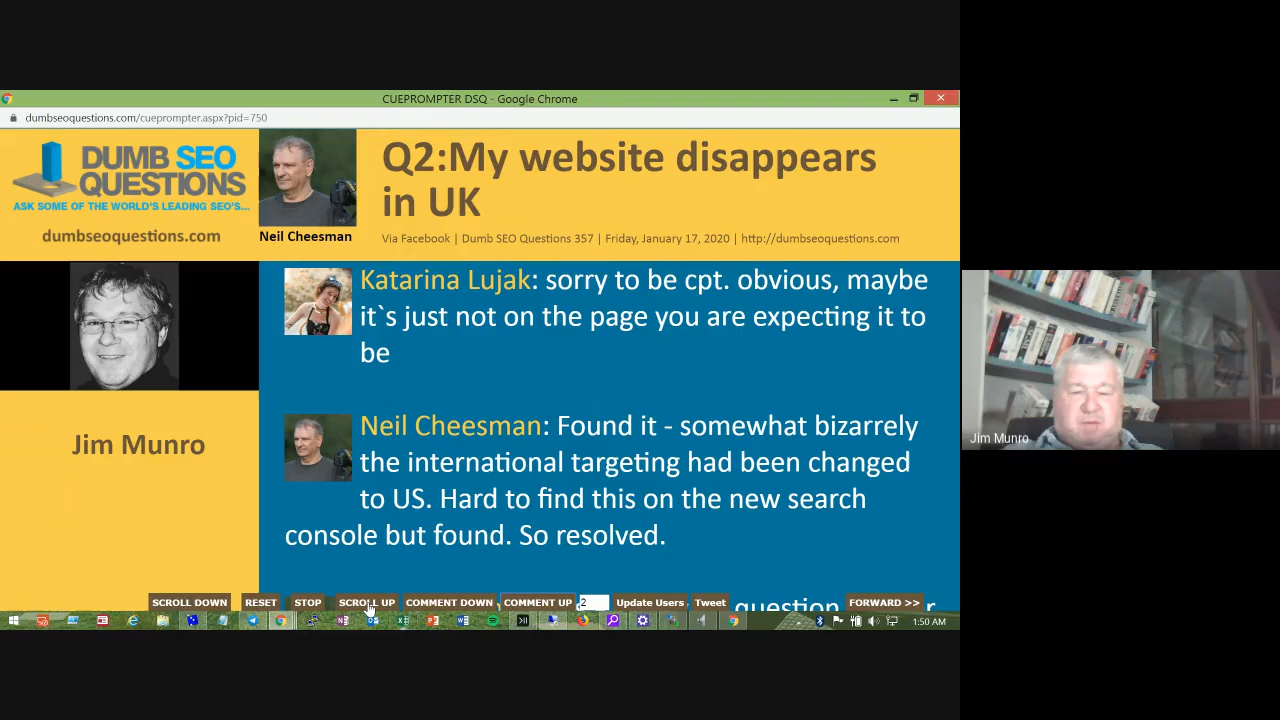 CUEPROMPTER DSQ - Google Chrome
dumbseoquestions.com/cueprompter.aspx?pid=750
DUMB SEO
QUESTIONS
ASK SOME OF THE WORLD'S LEADING SEO'S...
dumbseoquestions.com
Neil Cheesman
Q2:My website disappears
in UK
Via Facebook | Dumb SEO Questions 357 | Friday, January 17, 2020 | http://dumbseoquestions.com
Jim Munro
Katarina Lujak: sorry to be cpt. obvious, maybe
it`s just not on the page you are expecting it to
be
Neil Cheesman: Found it - somewhat bizarrely
the international targeting had been changed
to US. Hard to find this on the new search
console but found. So resolved.
question
SCROLL DOWN RESET STOP SCROLL UP COMMENT DOWN COMMENT UP 2 Update Users Tweet FORWARD >>
1:50 AM
Jim Munro